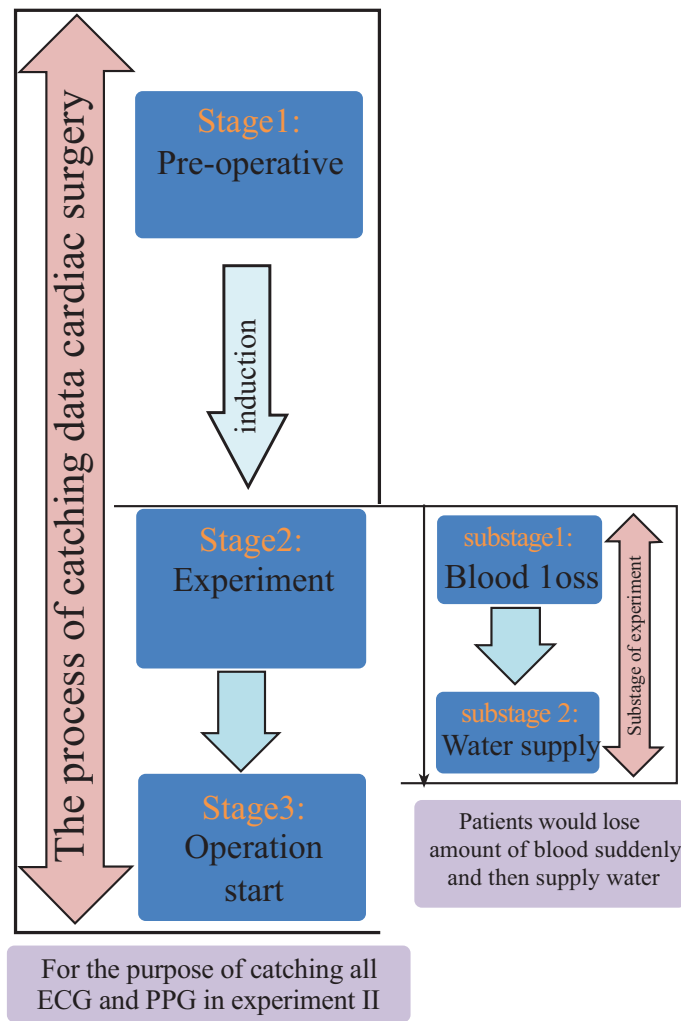 The process of catching data cardiac surgery
Stage1:
Pre-operative
induction
Stage2:
Experiment
Stage3:
Operation
start
substage1:
Blood 1oss
substage 2:
Water supply
Substage of experiment
Patients would lose
amount of blood suddenly
and then supply water
For the purpose of catching all
ECG and PPG in experiment II